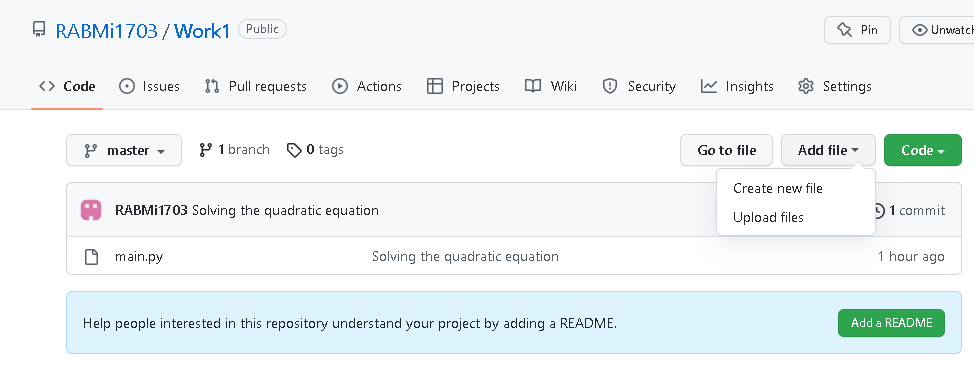 RABMi1703 / Work1 Public Pin Unwatch
Code Issues Pull requests Actions Projects Wiki Security Insights Settings
master 1 branch 0 tags Go to file Add file Code
Create new file
Upload files
RABMi1703 Solving the quadratic equation 1 commit
main.py Solving the quadratic equation 1 hour ago
Help people interested in this repository understand your project by adding a README. Add a README